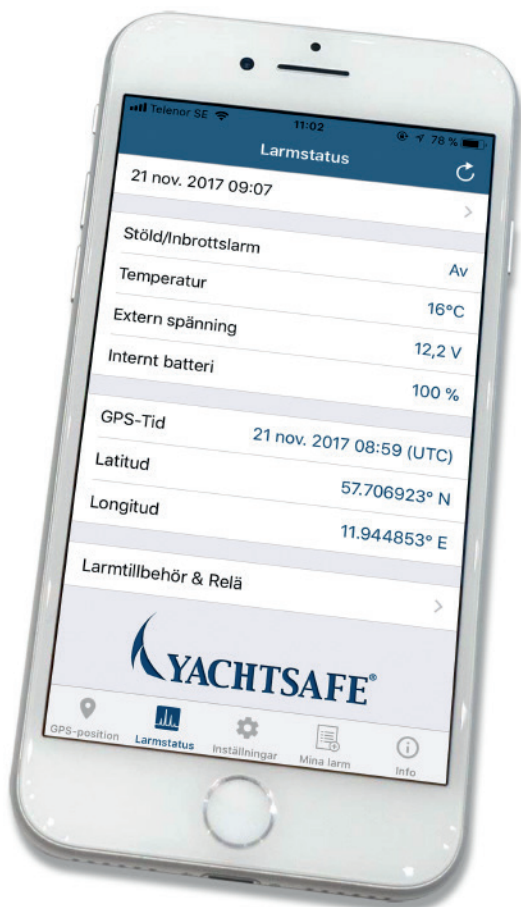 Telenor SE 11:02 78 %
Larmstatus
21 nov. 2017 09:07
Stöld/Inbrottslarm Av
Temperatur 16°C
Extern spänning 12,2 V
Internt batteri 100 %
GPS-Tid 21 nov. 2017 08:59 (UTC)
Latitud 57.706923° N
Longitud 11.944853° E
Larmtillbehör & Relä
YACHTSAFE®
GPS-position Larmstatus Inställningar Mina larm Info